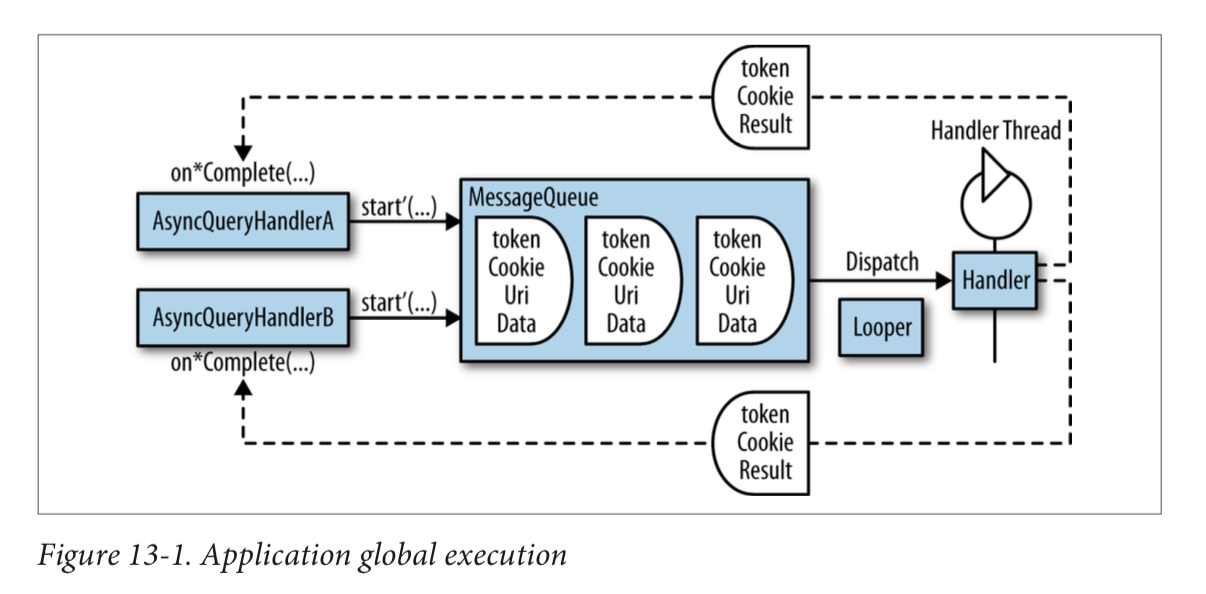 token
Cookie
Result
Handler Thread
on*Complete(...)
AsyncQueryHandlerA
start’(...)
MessageQueue
token
Cookie
Uri
Data
token
Cookie
Uri
Data
token
Cookie
Uri
Data
Dispatch
Handler
Looper
AsyncQueryHandlerB
start’(...)
on*Complete(...)
token
Cookie
Result
Figure 13-1. Application global execution